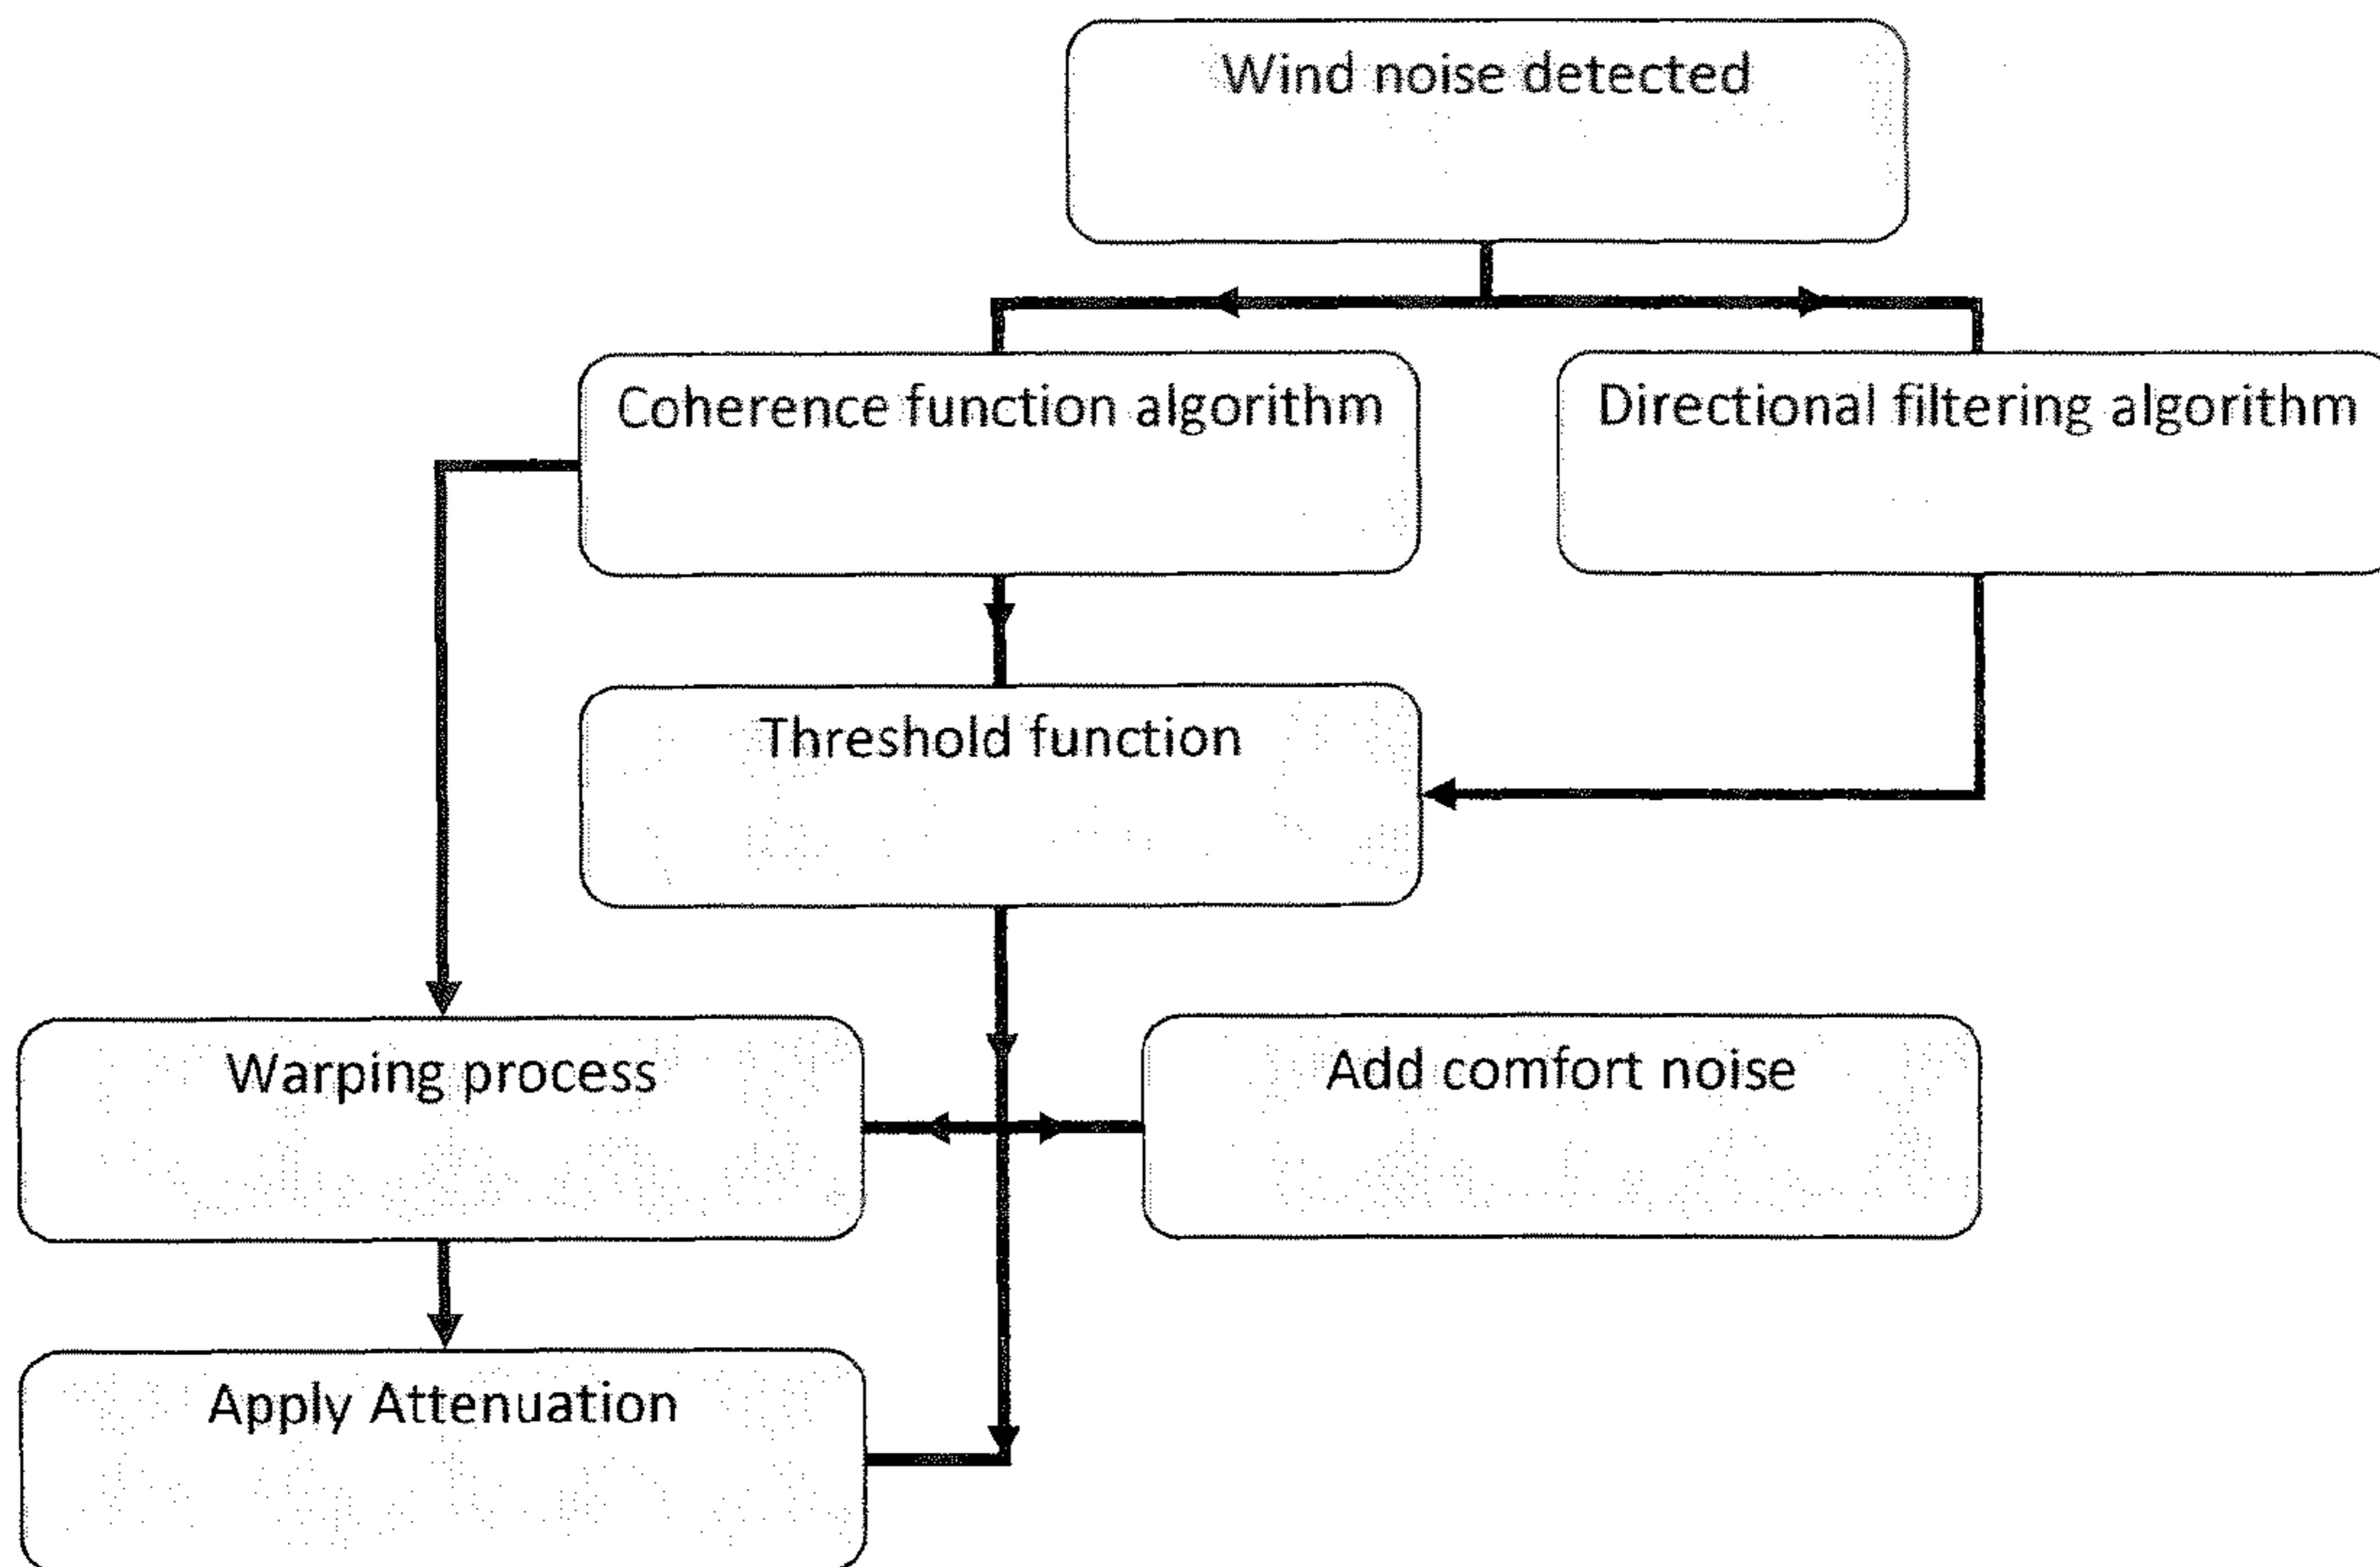 Wind noise detected
Coherence function algorithm
Directional filtering algorithm
Threshold function
Warping process
Add comfort noise
Apply Attenuation